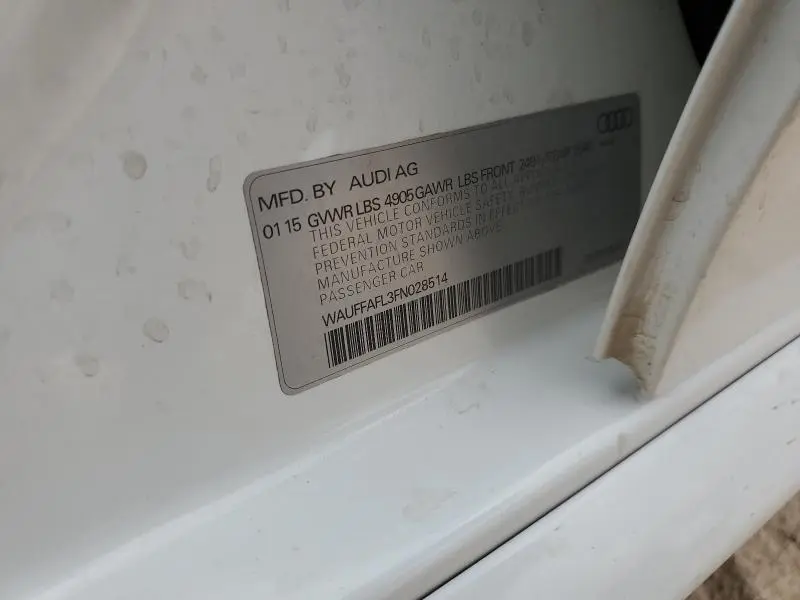 MFD. BY AUDI AG
01 15 GVWR LBS 4905 GAWR LBS FRONT
THIS VEHICLE CONFORMS TO ALL
FEDERAL MOTOR VEHICLE SAFETY
PREVENTION STANDARDS IN EFFECT
MANUFACTURE SHOWN ABOVE
PASSENGER CAR
WAUFFAFL3FN028514